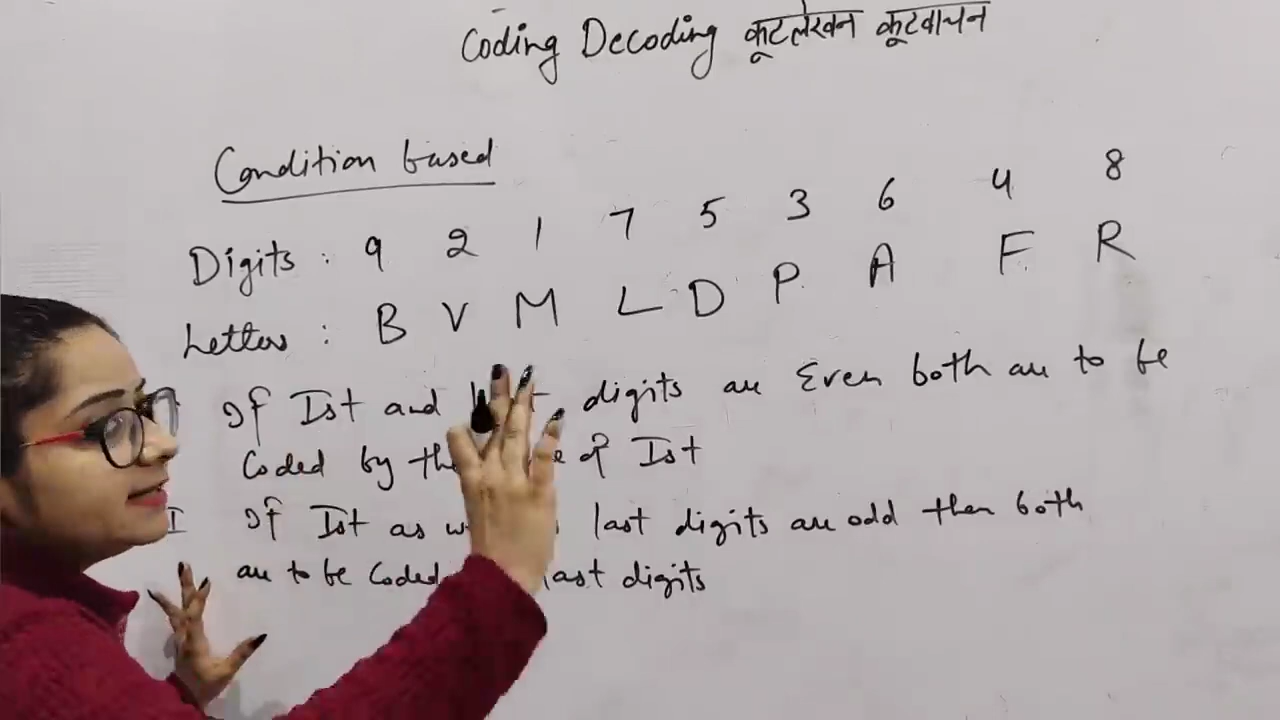 Coding Decoding कूटलेखन कूटवाचन
Condition based
Digits : 9 2 1 7 5 3 6 4 8
Letters : B V M L D P A F R
If Ist and digits are Even both are to be
Coded by the of Ist
I If Ist as last digits are odd then both
are to be Coded last digits